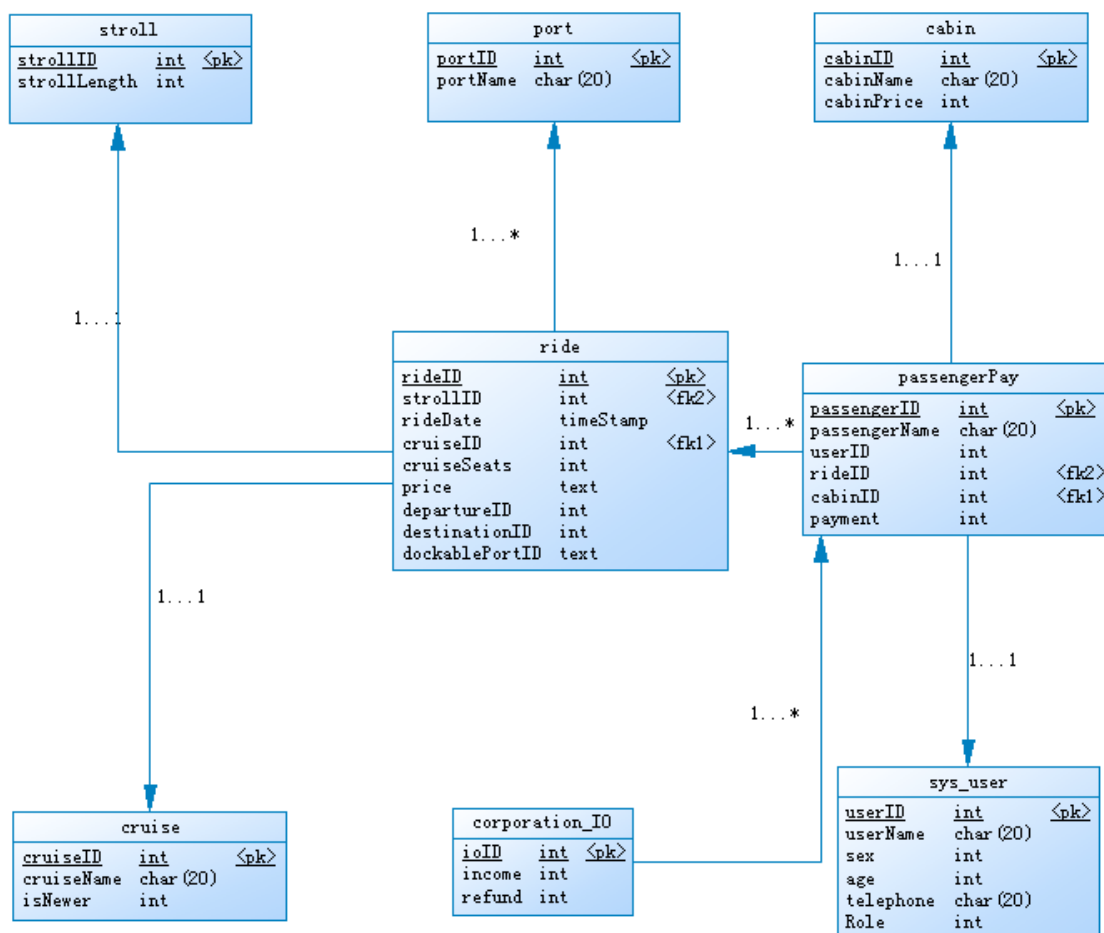 stroll
strollID int <pk>
strollLength int
port
portID int <pk>
portName char(20)
cabin
cabinID int <pk>
cabinName char(20)
cabinPrice int
1...*
1...1
1...1
ride
rideID int <pk>
strollID int <fk2>
rideDate timeStamp
cruiseID int <fk1>
cruiseSeats int
price text
departureID int
destinationID int
dockablePortID text
1...*
passengerPay
passengerID int <pk>
passengerName char(20)
userID int
rideID int <fk2>
cabinID int <fk1>
payment int
1...1
1...1
1...*
cruise
cruiseID int <pk>
cruiseName char(20)
isNewer int
corporation_IO
ioID int <pk>
income int
refund int
sys_user
userID int <pk>
userName char(20)
sex int
age int
telephone char(20)
Role int